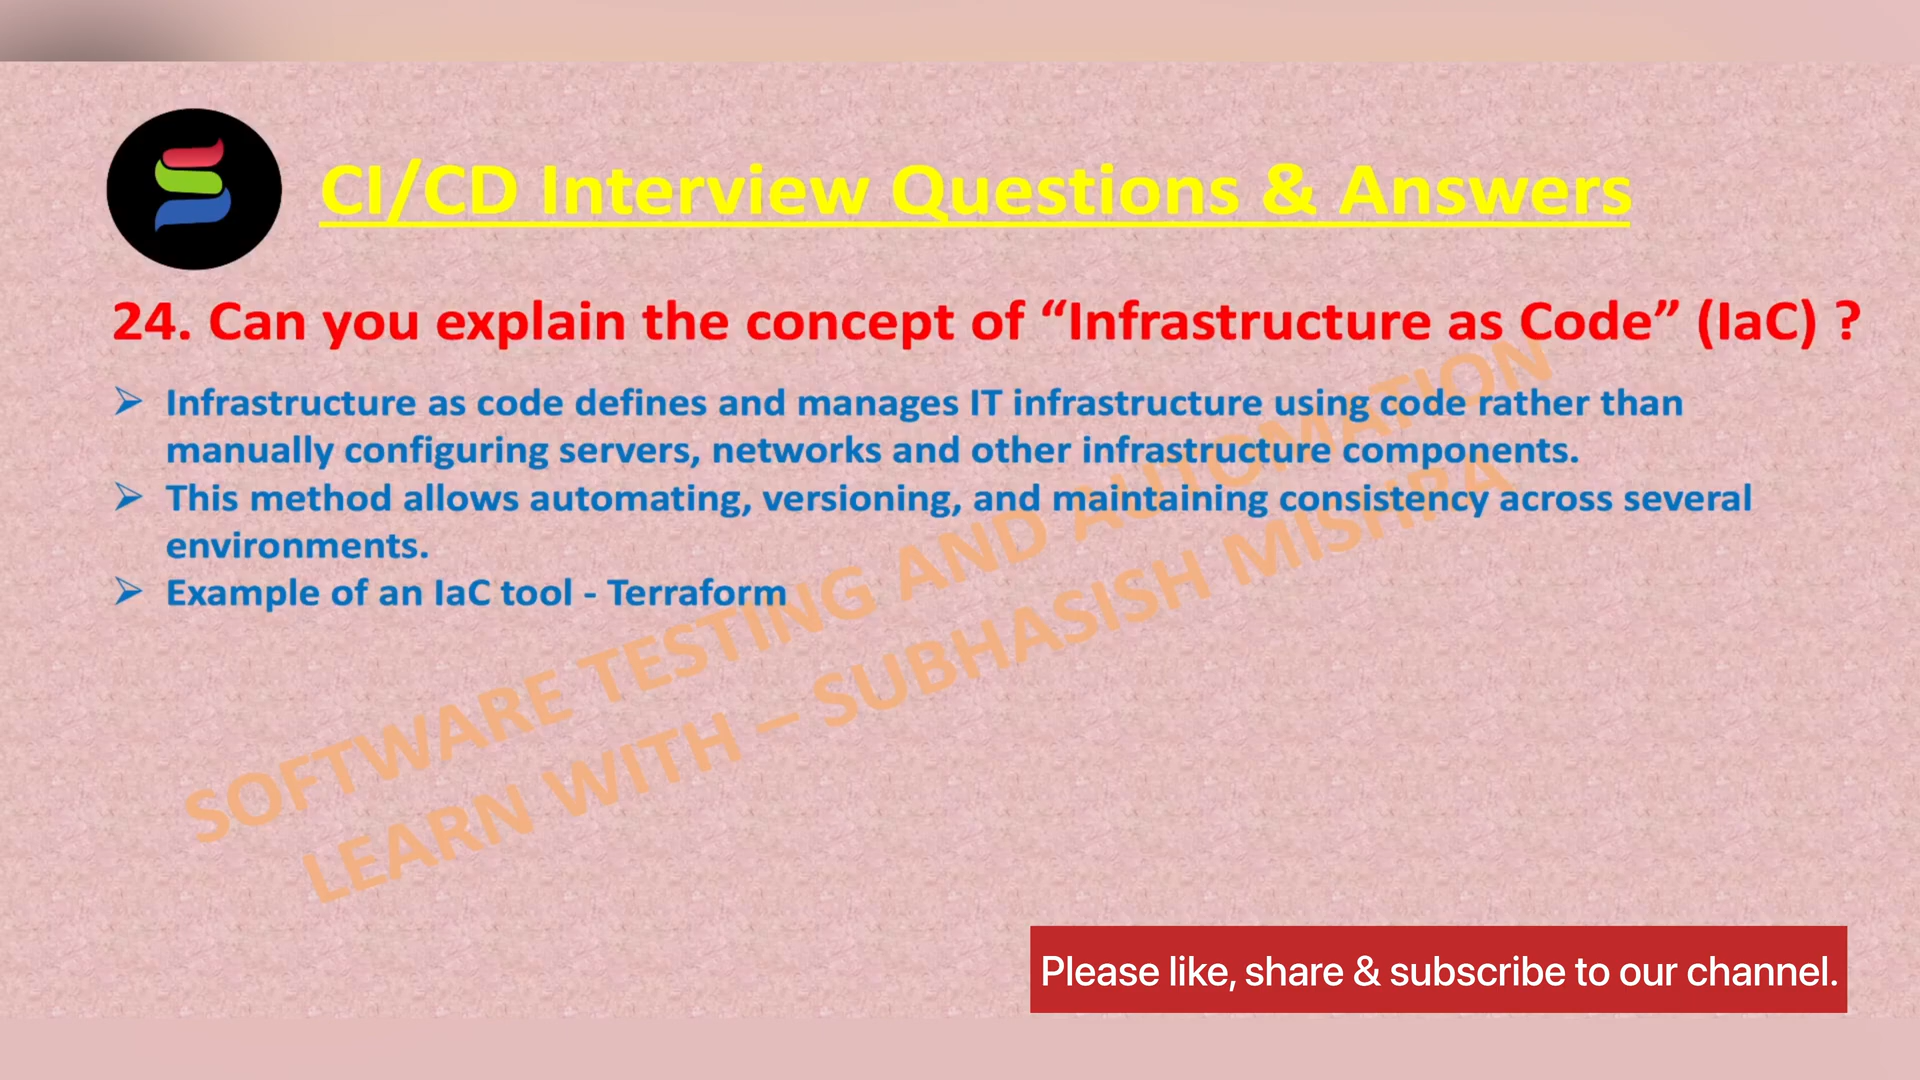 CI/CD Interview Questions & Answers
24. Can you explain the concept of “Infrastructure as Code” (IaC) ?
➢ Infrastructure as code defines and manages IT infrastructure using code rather than
manually configuring servers, networks and other infrastructure components.
➢ This method allows automating, versioning, and maintaining consistency across several
environments.
➢ Example of an IaC tool - Terraform
SOFTWARE TESTING AND AUTOMATION
LEARN WITH – SUBHASISH MISHRA
Please like, share & subscribe to our channel.